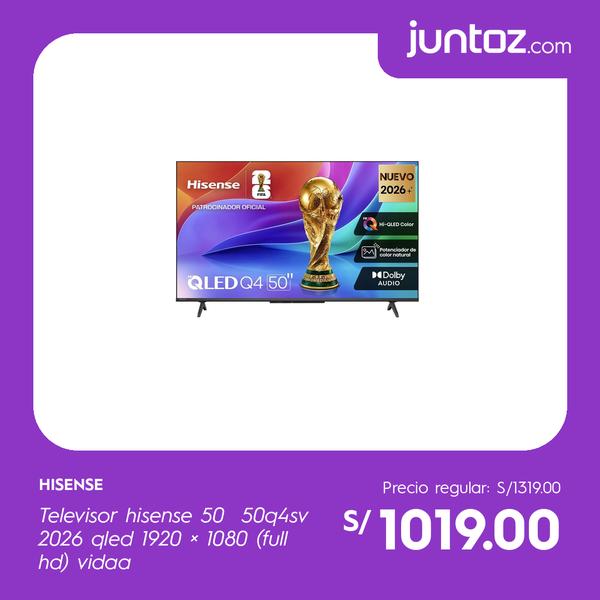 juntoz.com
Hisense
FIFA
PATROCINADOR OFICIAL
NUEVO
2026+
Hi-QLED Color
Potenciador de
color natural
Dolby
AUDIO
QLED Q4 50"
HISENSE
Televisor hisense 50 50q4sv
2026 qled 1920 × 1080 (full
hd) vidaa
Precio regular: S/1319.00
S/ 1019.00